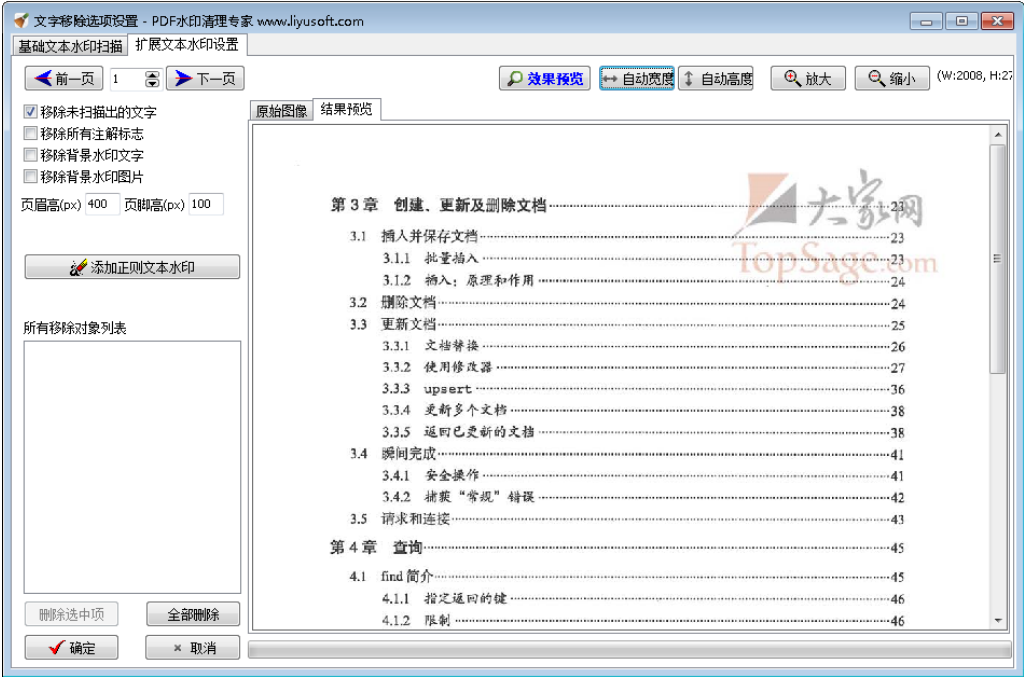 文字移除选项设置 - PDF水印清理专家 www.liyusoft.com
基础文本水印扫描 扩展文本水印设置
前一页 1 下一页 效果预览 自动宽度 自动高度 放大 缩小 (W:2008, H:27
移除未扫描出的文字
移除所有注解标志
移除背景水印文字
移除背景水印图片
页眉高(px) 400 页脚高(px) 100
添加正则文本水印
所有移除对象列表
删除选中项 全部删除
确定 取消
原始图像 结果预览
大家网
TopSage.com
第 3 章 创建、更新及删除文档 23
3.1 插入并保存文档 23
3.1.1 批量插入 23
3.1.2 插入：原理和作用 24
3.2 删除文档 24
3.3 更新文档 25
3.3.1 文档替换 26
3.3.2 使用修改器 27
3.3.3 upsert 36
3.3.4 更新多个文档 38
3.3.5 返回已更新的文档 38
3.4 瞬间完成 41
3.4.1 安全操作 41
3.4.2 捕获“常规”错误 42
3.5 请求和连接 43
第 4 章 查询 45
4.1 find 简介 45
4.1.1 指定返回的键 46
4.1.2 限制 46